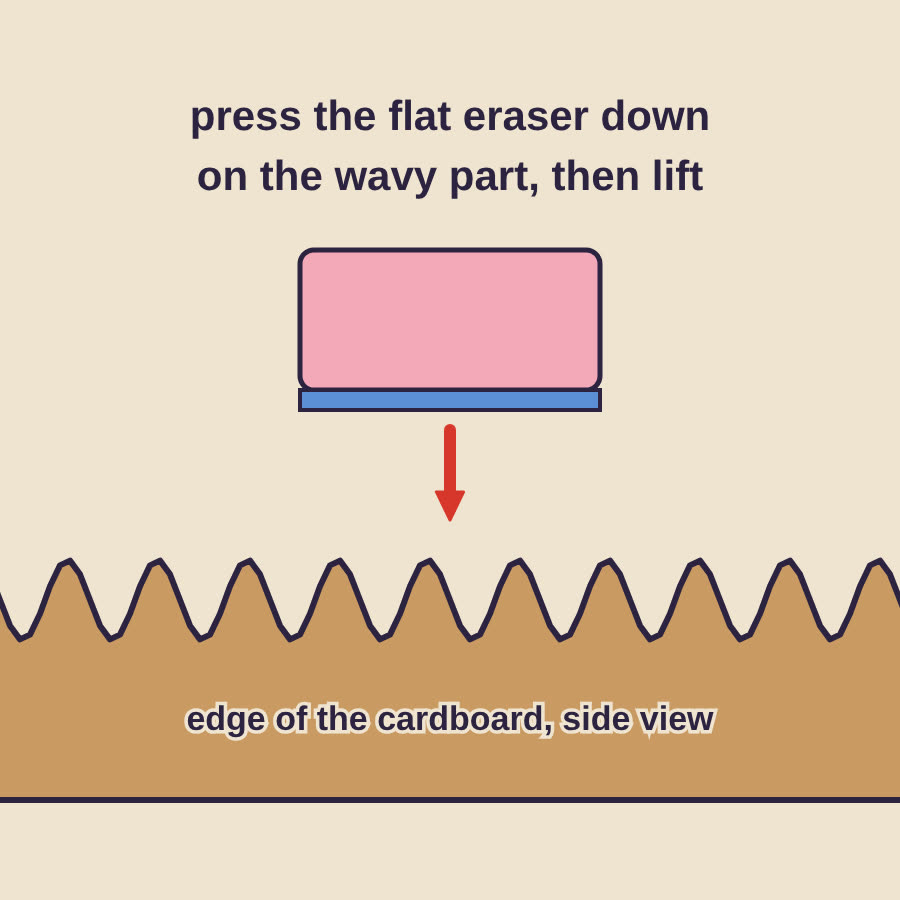 press the flat eraser down
on the wavy part, then lift
edge of the cardboard, side view